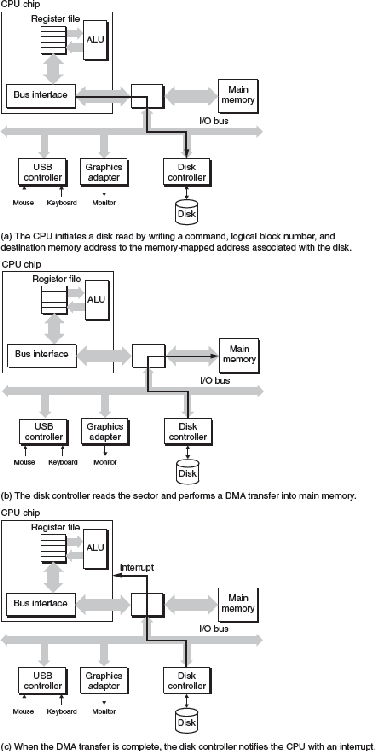 CPU chip
Register file
ALU
Bus interface
Main
memory
I/O bus
USB
controller
Graphics
adapter
Disk
controller
Mouse
Keyboard
Monitor
Disk
(a) The CPU initiates a disk read by writing a command, logical block number, and
destination memory address to the memory-mapped address associated with the disk.
CPU chip
Register file
ALU
Bus interface
Main
memory
I/O bus
USB
controller
Graphics
adapter
Disk
controller
Mouse
Keyboard
Monitor
Disk
(b) The disk controller reads the sector and performs a DMA transfer into main memory.
CPU chip
Register file
ALU
Interrupt
Bus interface
Main
memory
I/O bus
USB
controller
Graphics
adapter
Disk
controller
Mouse
Keyboard
Monitor
Disk
(c) When the DMA transfer is complete, the disk controller notifies the CPU with an interrupt.